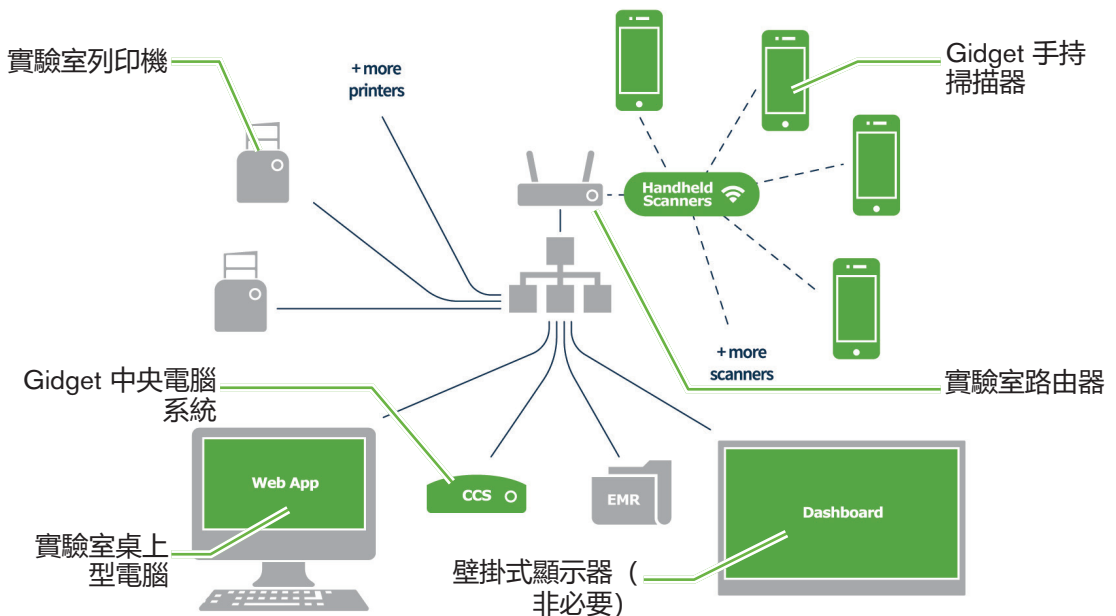 實驗室列印機
+ more
printers
Gidget 手持
掃描器
Handheld
Scanners
+ more
scanners
Gidget 中央電腦
系統
實驗室路由器
Web App
CCS
EMR
Dashboard
實驗室桌上
型電腦
壁掛式顯示器（
非必要）